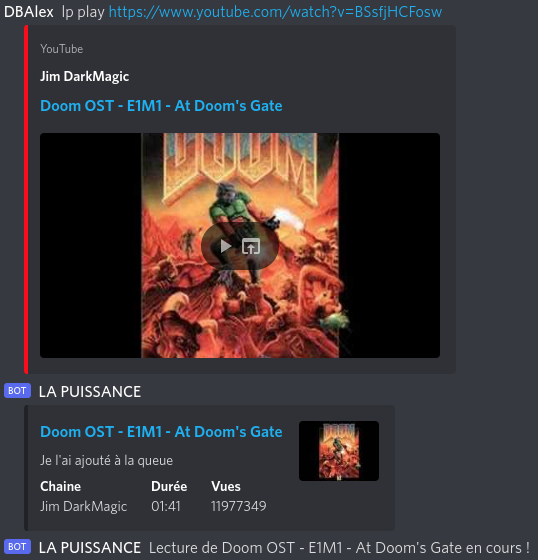 DBAlex lp play https://www.youtube.com/watch?v=BSsfjHCFosw
YouTube
Jim DarkMagic
Doom OST - E1M1 - At Doom's Gate
DOOM
BOT LA PUISSANCE
Doom OST - E1M1 - At Doom's Gate
DOOM
Je l'ai ajouté à la queue
Chaine Durée Vues
Jim DarkMagic 01:41 11977349
BOT LA PUISSANCE Lecture de Doom OST - E1M1 - At Doom's Gate en cours !